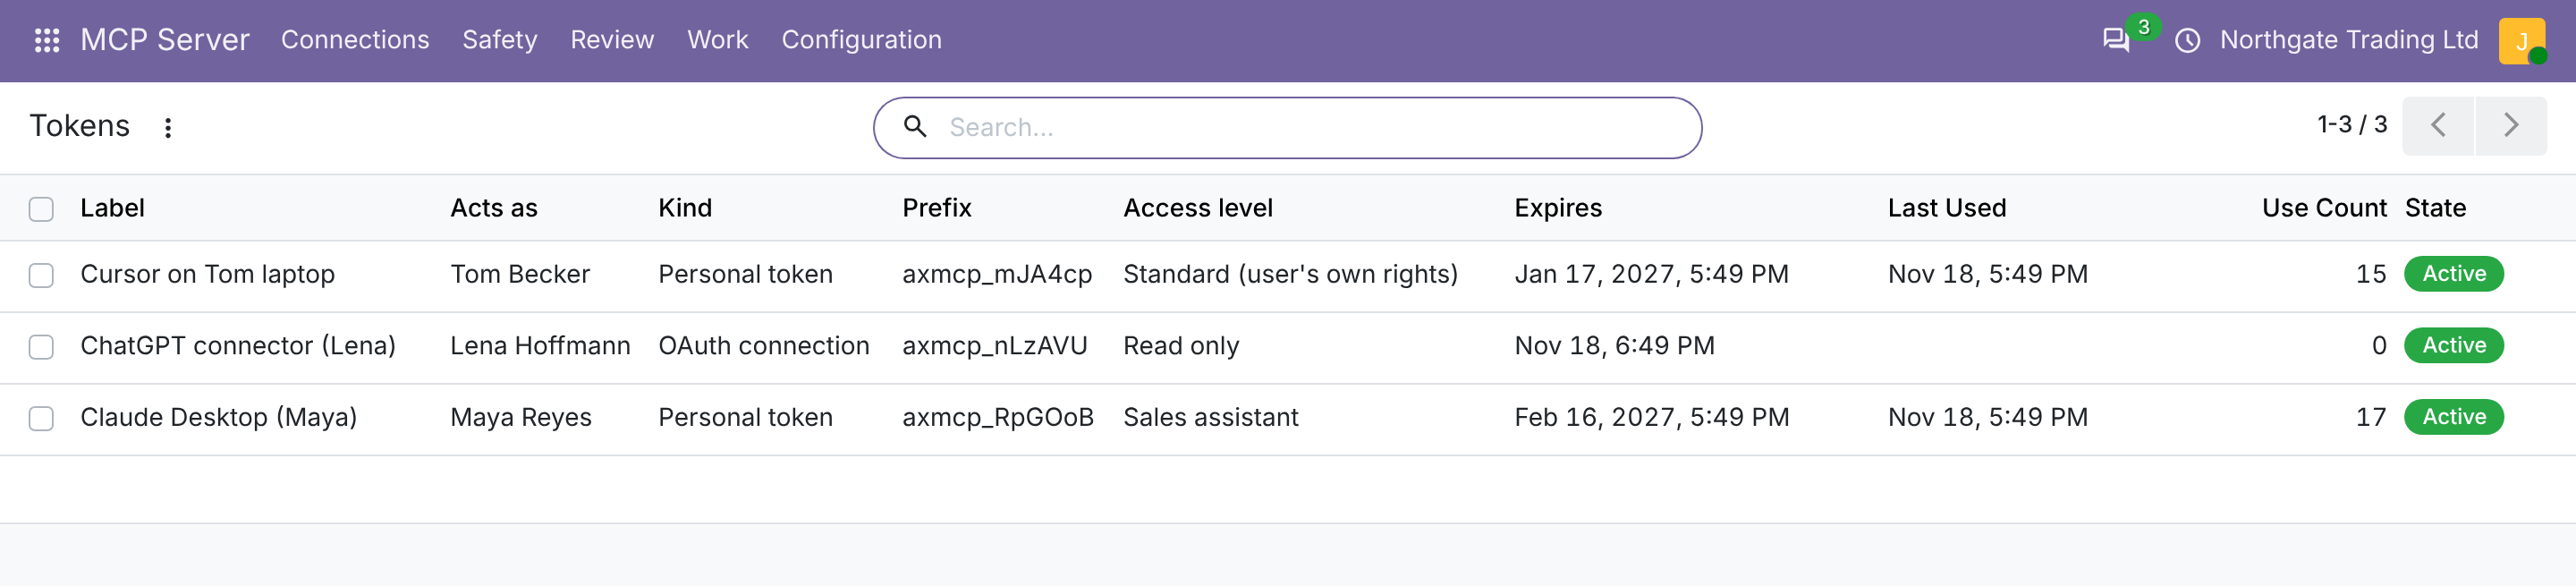 MCP Server Connections Safety Review Work Configuration 3 Northgate Trading Ltd J
Tokens Search... 1-3 / 3
Label Acts as Kind Prefix Access level Expires Last Used Use Count State
Cursor on Tom laptop Tom Becker Personal token axmcp_mJA4cp Standard (user's own rights) Jan 17, 2027, 5:49 PM Nov 18, 5:49 PM 15 Active
ChatGPT connector (Lena) Lena Hoffmann OAuth connection axmcp_nLzAVU Read only Nov 18, 6:49 PM 0 Active
Claude Desktop (Maya) Maya Reyes Personal token axmcp_RpGOoB Sales assistant Feb 16, 2027, 5:49 PM Nov 18, 5:49 PM 17 Active